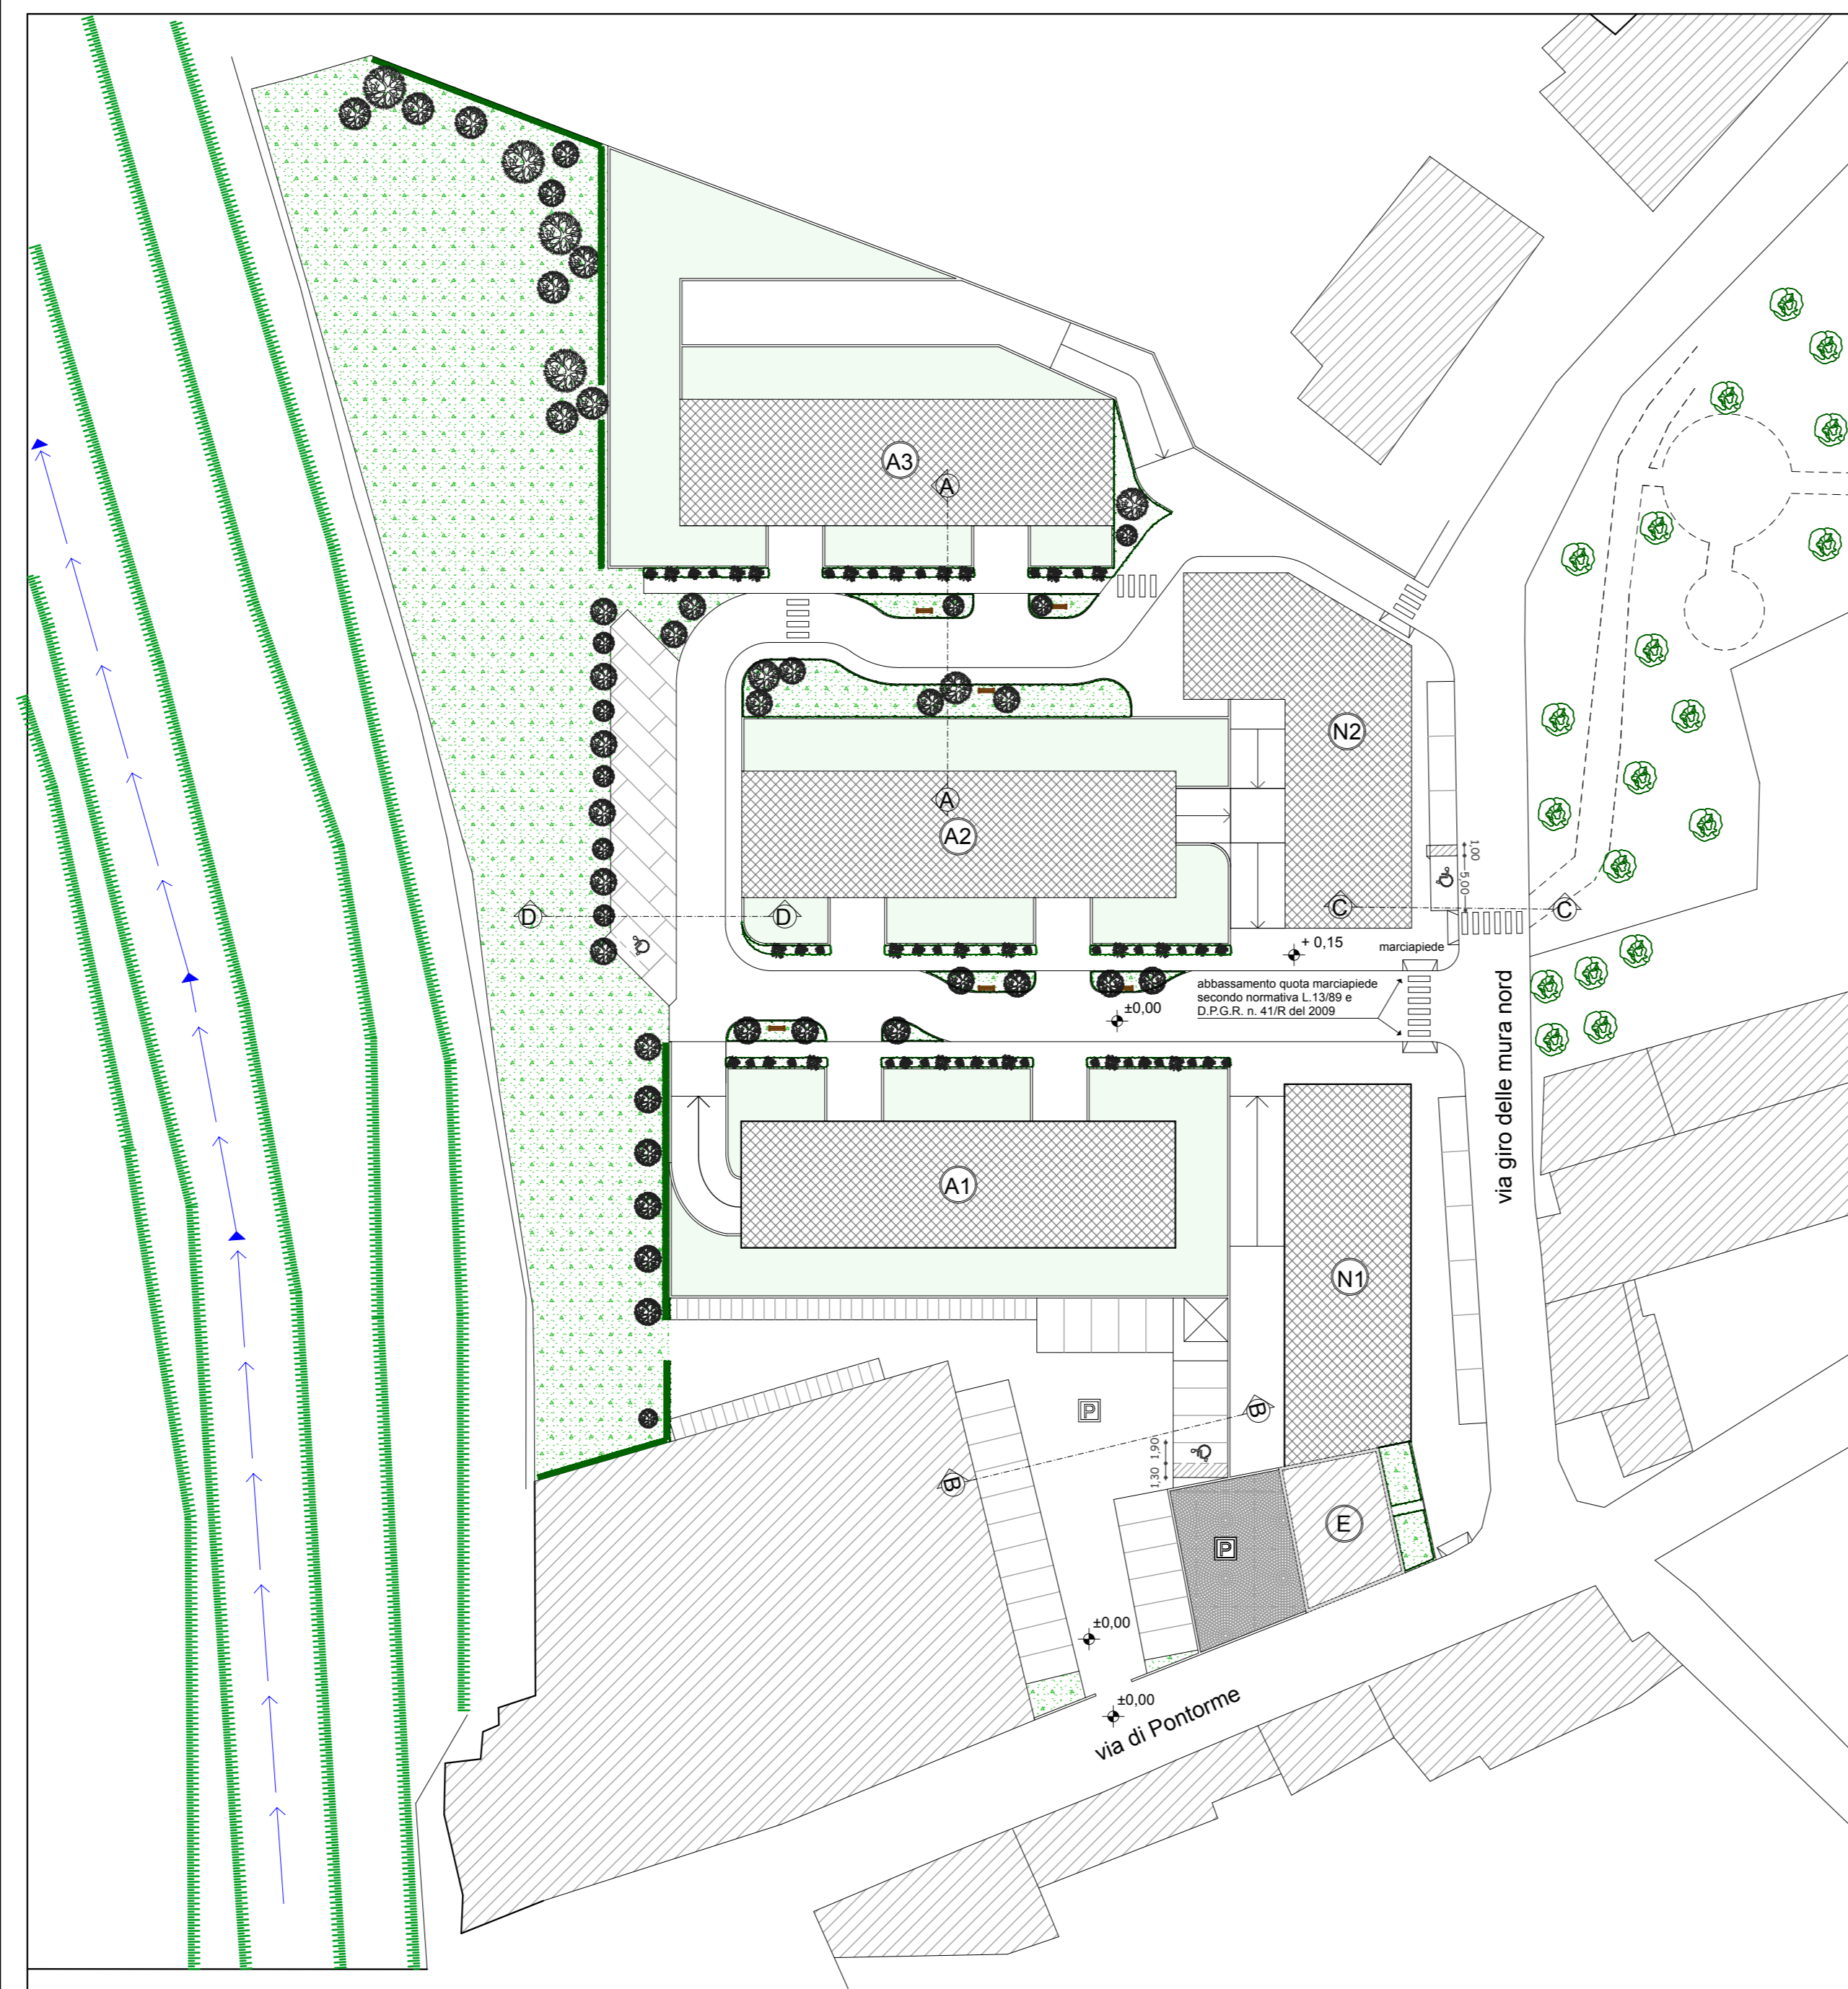 A3
A
N2
A
A2
1,00
5,00
D
D
C
C
+ 0,15
marciapiede
abbassamento quota marciapiede
secondo normativa L.13/89 e
D.P.G.R. n. 41/R del 2009
±0,00
via giro delle mura nord
A1
N1
P
B
B
1,90
1,30
P
E
±0,00
±0,00
via di Pontorme